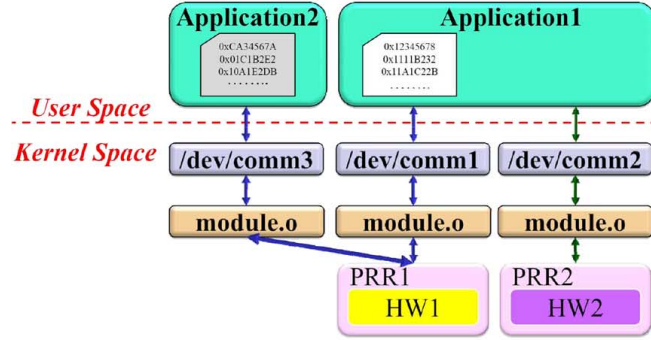 Application2
Application1
0xCA34567A
0x01C1B2E2
0x10A1E2DB
........
0x12345678
0x1111B232
0x11A1C22B
........
User Space
Kernel Space
/dev/comm3
/dev/comm1
/dev/comm2
module.o
module.o
module.o
PRR1
HW1
PRR2
HW2